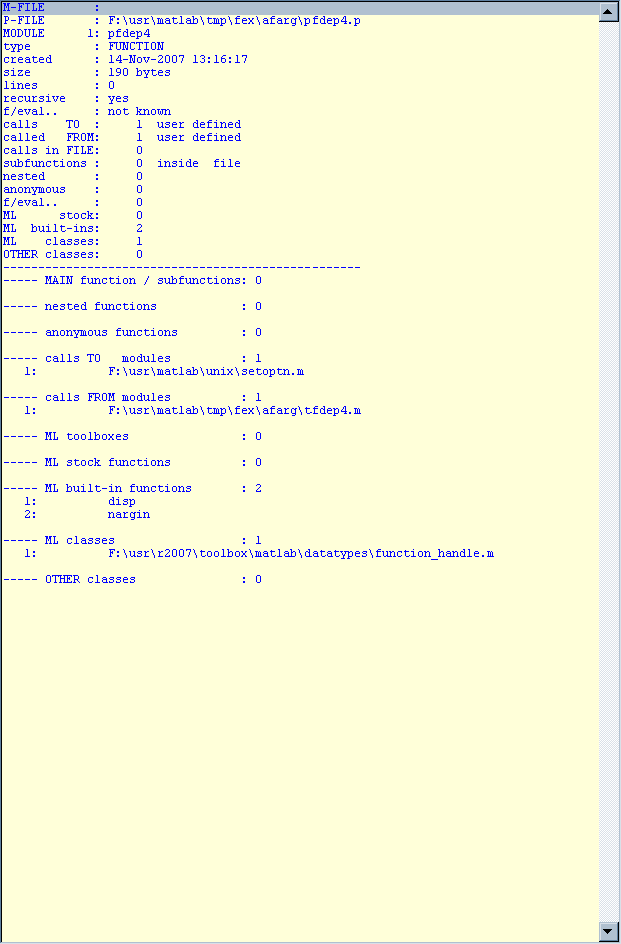 M-FILE       :
P-FILE       : F:\usr\matlab\tmp\fex\afarg\pfdep4.p
MODULE      1: pfdep4
type         : FUNCTION
created      : 14-Nov-2007 13:16:17
size         : 190 bytes
lines        : 0
recursive    : yes
f/eval..     : not known
calls    TO  :     1  user defined
called   FROM:     1  user defined
calls in FILE:     0
subfunctions :     0  inside  file
nested       :     0
anonymous    :     0
f/eval..     :     0
ML      stock:     0
ML  built-ins:     2
ML    classes:     1
OTHER classes:     0
---------------------------------------------------
----- MAIN function / subfunctions: 0
----- nested functions            : 0
----- anonymous functions         : 0
----- calls TO   modules          : 1
   1:          F:\usr\matlab\unix\setoptn.m
----- calls FROM modules          : 1
   1:          F:\usr\matlab\tmp\fex\afarg\tfdep4.m
----- ML toolboxes                : 0
----- ML stock functions          : 0
----- ML built-in functions       : 2
   1:          disp
   2:          nargin
----- ML classes                  : 1
   1:          F:\usr\r2007\toolbox\matlab\datatypes\function_handle.m
----- OTHER classes               : 0